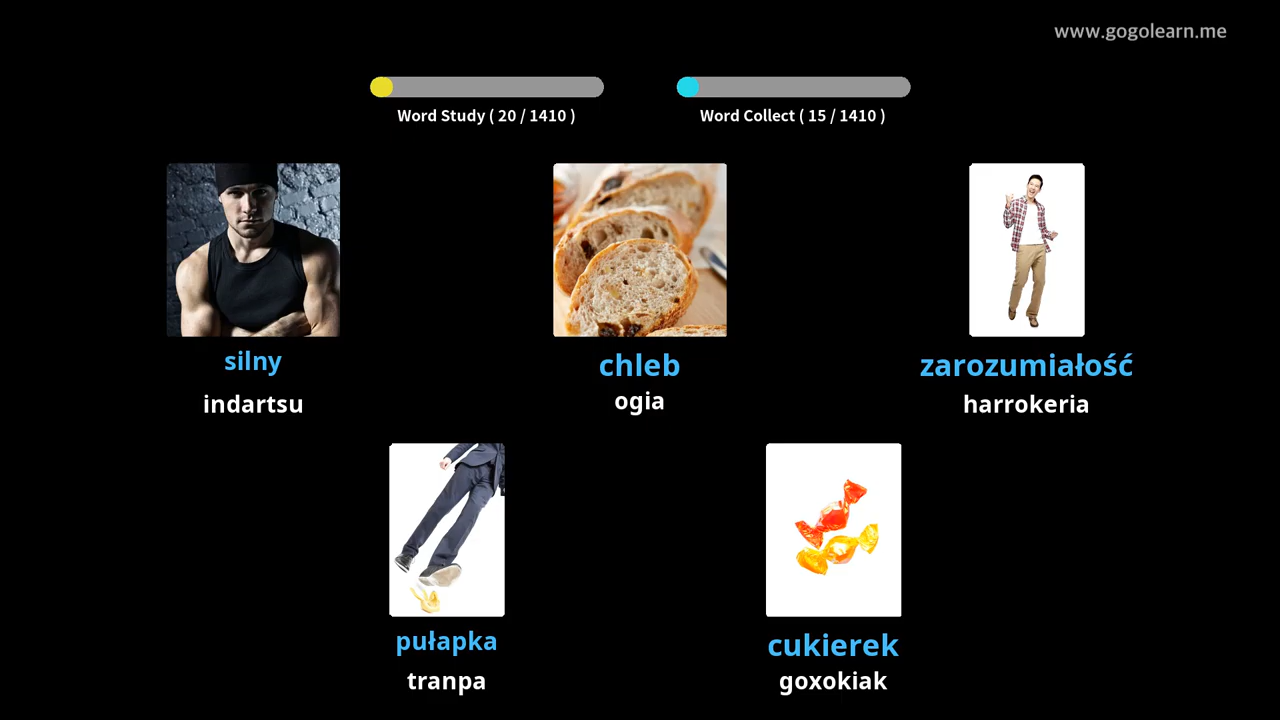 www.gogolearn.me
Word Study ( 20 / 1410 )
Word Collect ( 15 / 1410 )
silny
indartsu
chleb
ogia
zarozumiałość
harrokeria
pułapka
tranpa
cukierek
goxokiak